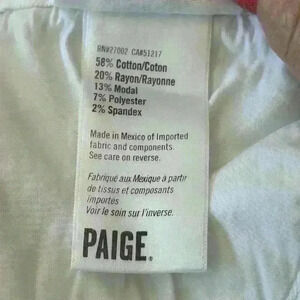 RN#27002 CA#51217
58% Cotton/Coton
20% Rayon/Rayonne
13% Modal
7% Polyester
2% Spandex
Made in Mexico of Imported
fabric and components.
See care on reverse.
Fabriqué aux Mexique à partir
de tissus et composants
importés
Voir le soin sur l'inverse.
PAIGE.